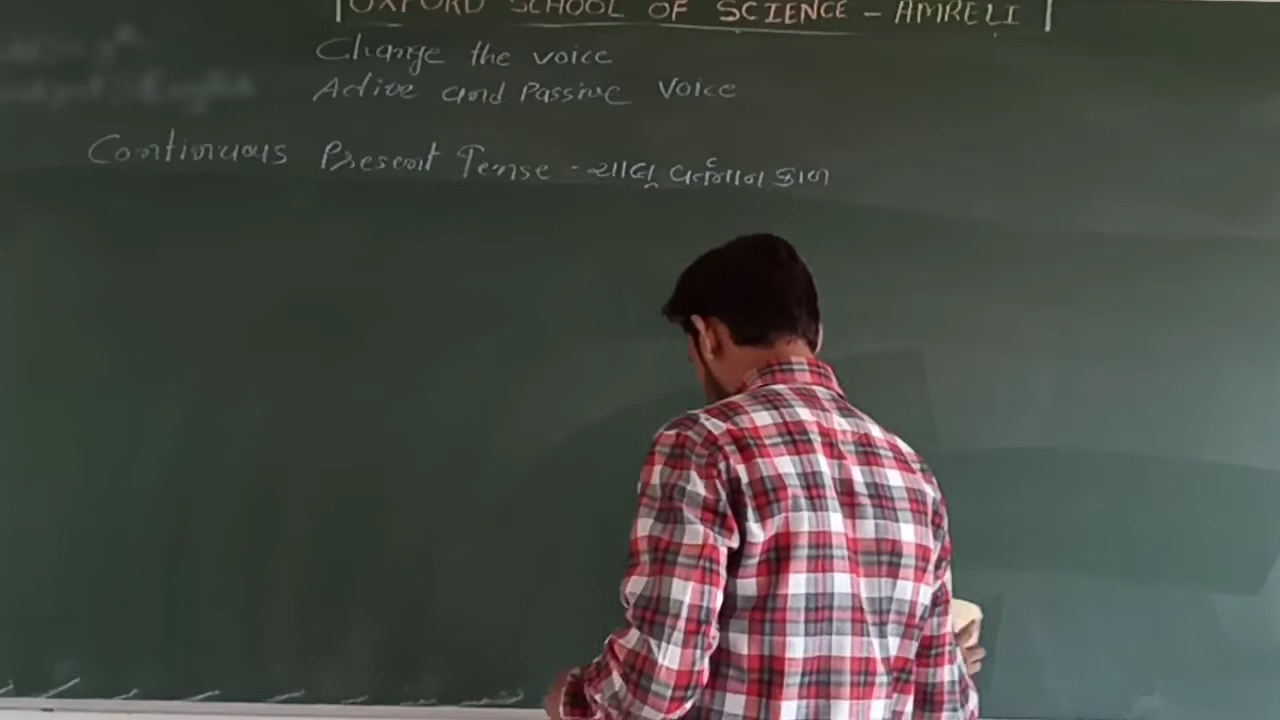 OXFORD SCHOOL OF SCIENCE - AMRELI
Change the voice
Active and Passive Voice
Continuous Present Tense - ચાલુ વર્તમાન કાળ